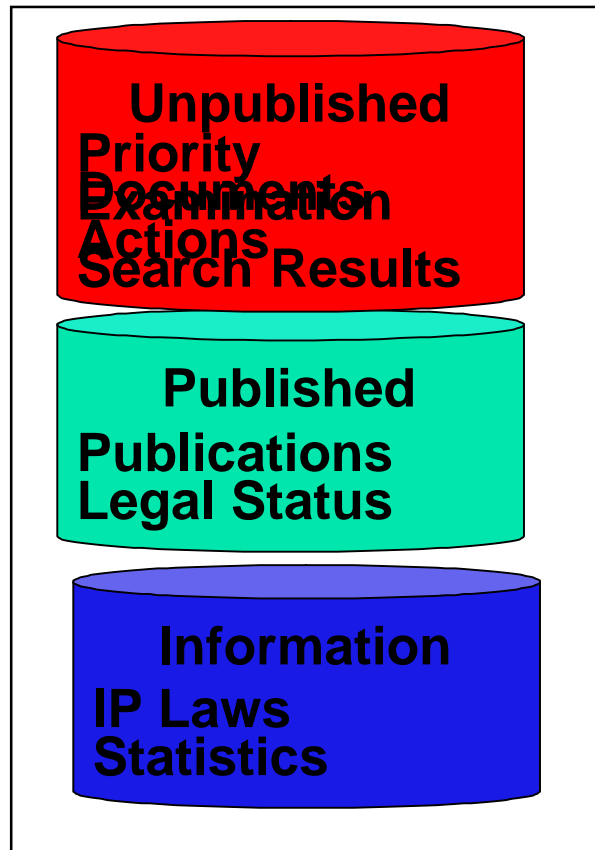 Unpublished
Priority
Documents
Examination
Actions
Search Results
Published
Publications
Legal Status
Information
IP Laws
Statistics